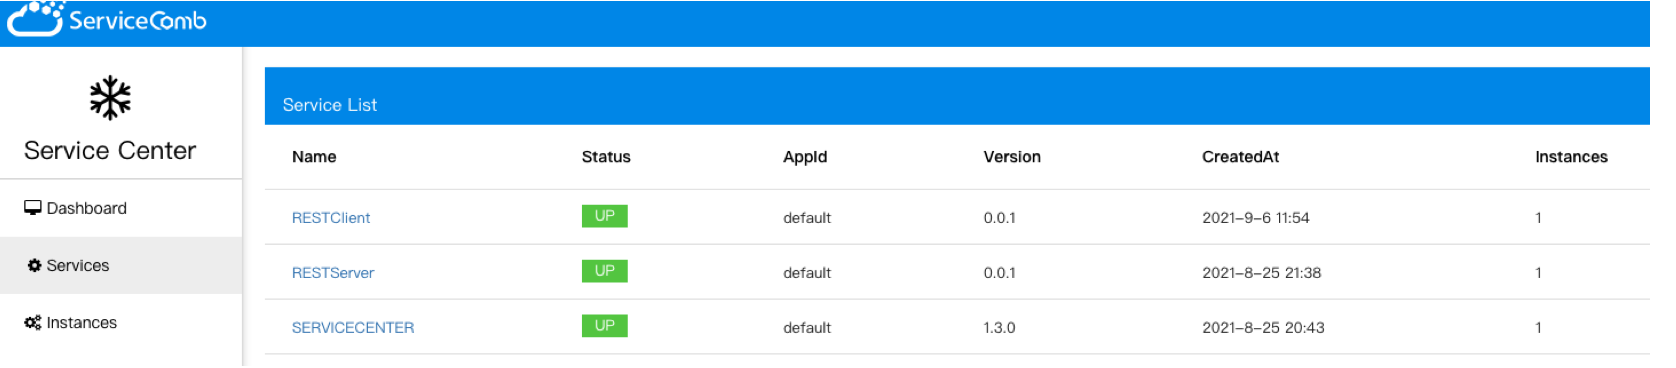 ServiceComb
Service Center
Dashboard
Services
Instances
Service List
Name Status AppId Version CreatedAt Instances
RESTClient UP default 0.0.1 2021-9-6 11:54 1
RESTServer UP default 0.0.1 2021-8-25 21:38 1
SERVICECENTER UP default 1.3.0 2021-8-25 20:43 1